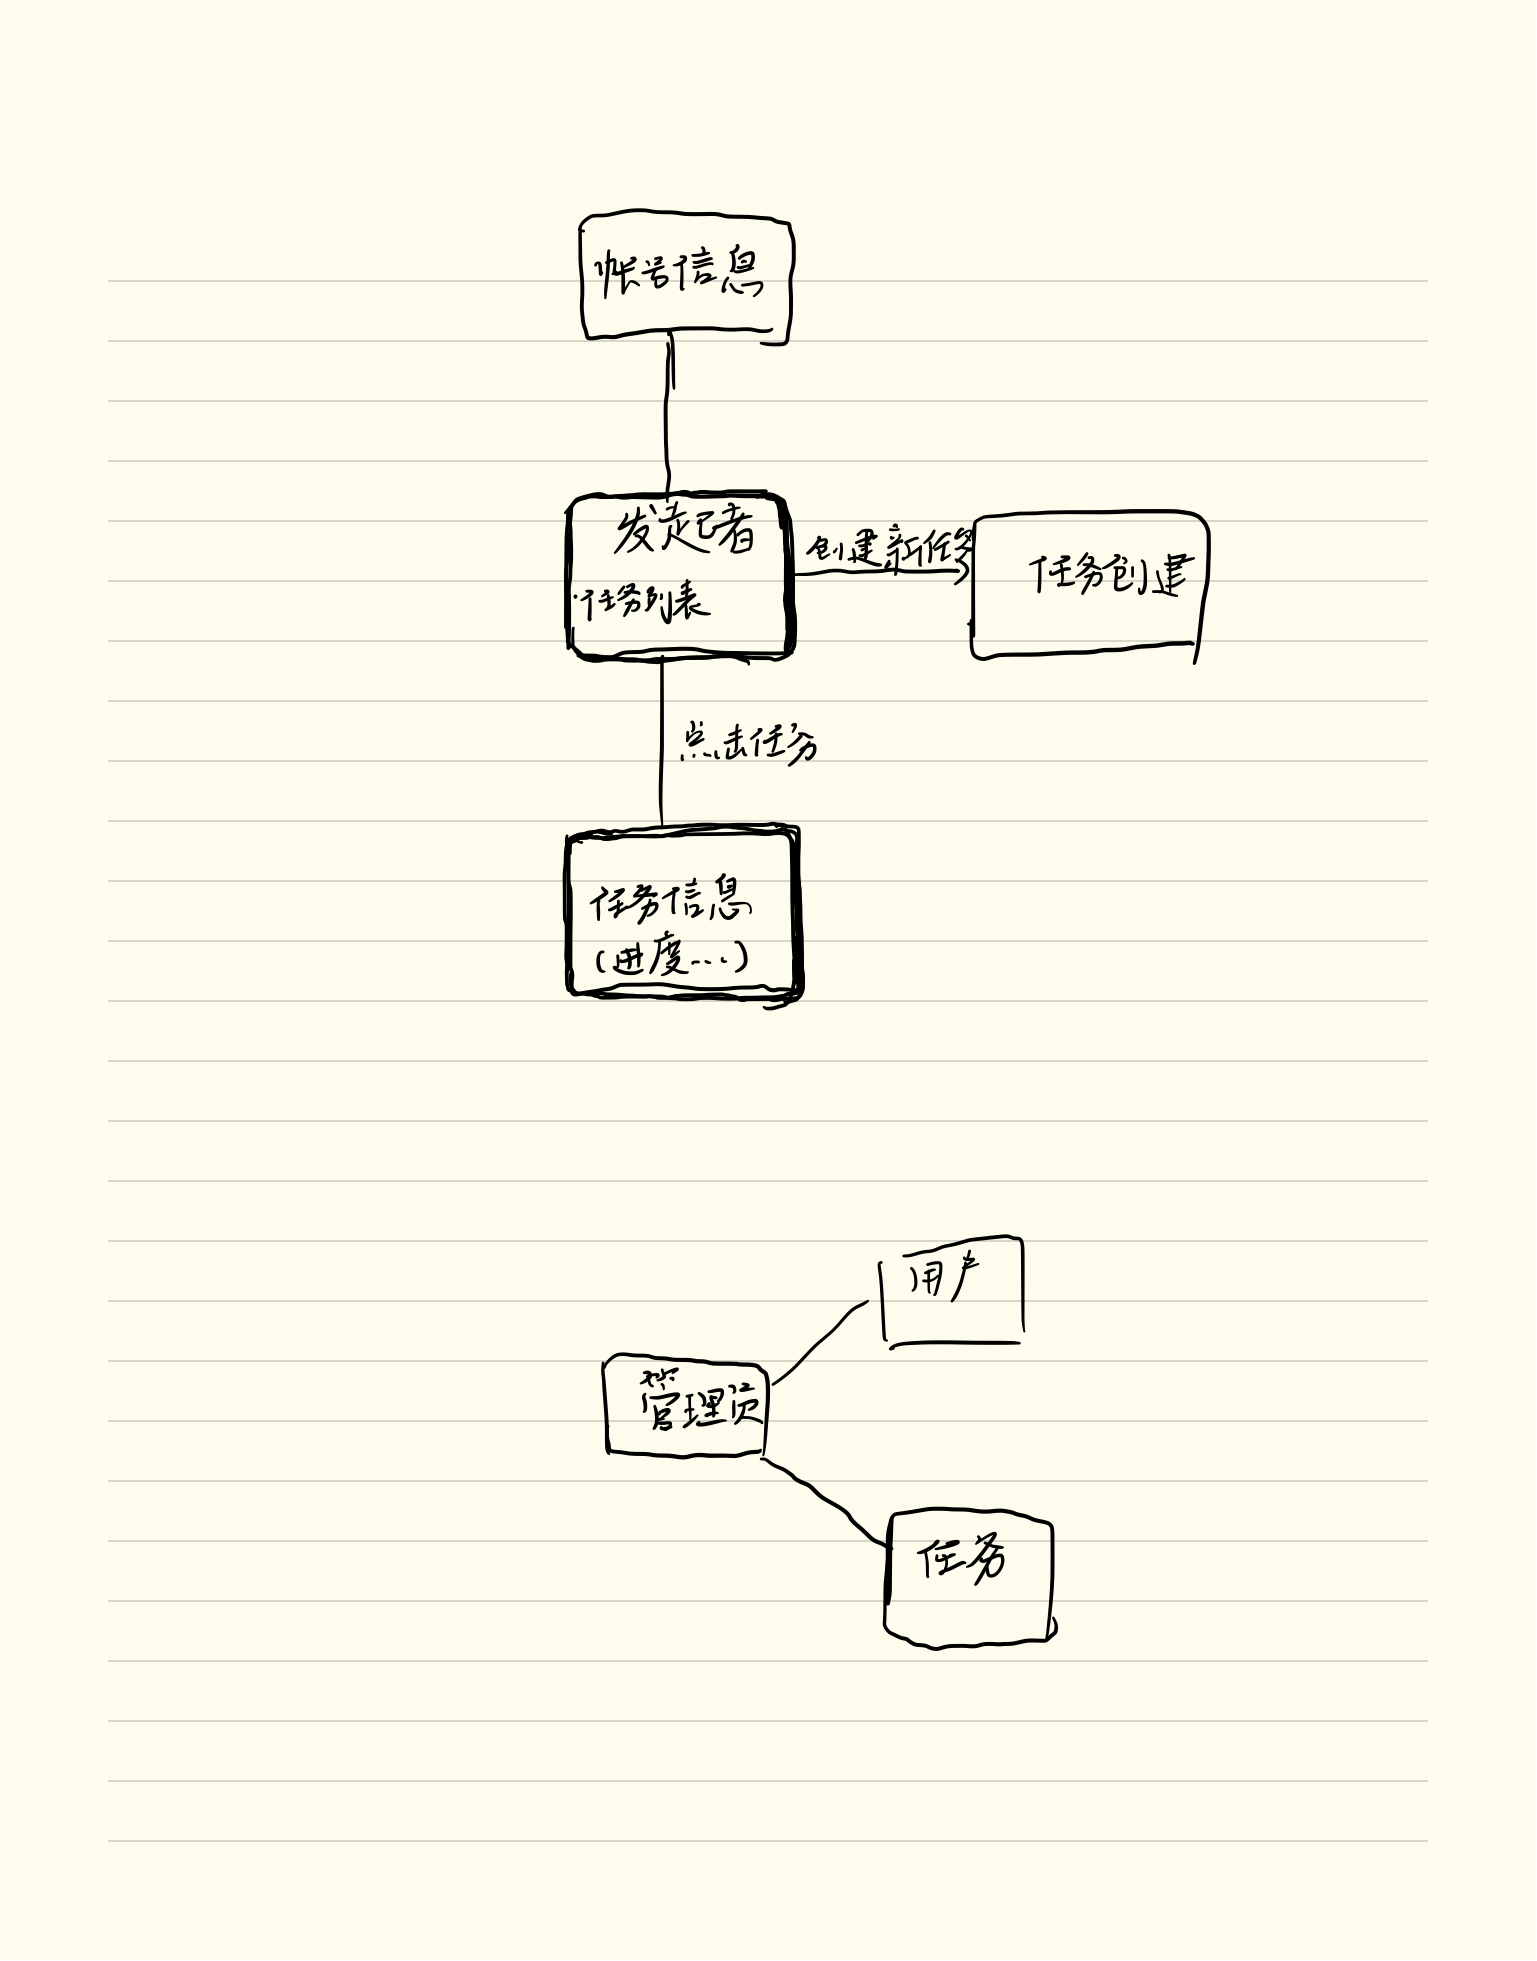 帐号信息
发起者
·任务列表
创建新任务
任务创建
点击任务
任务信息
(进度...)
用户
管理员
任务